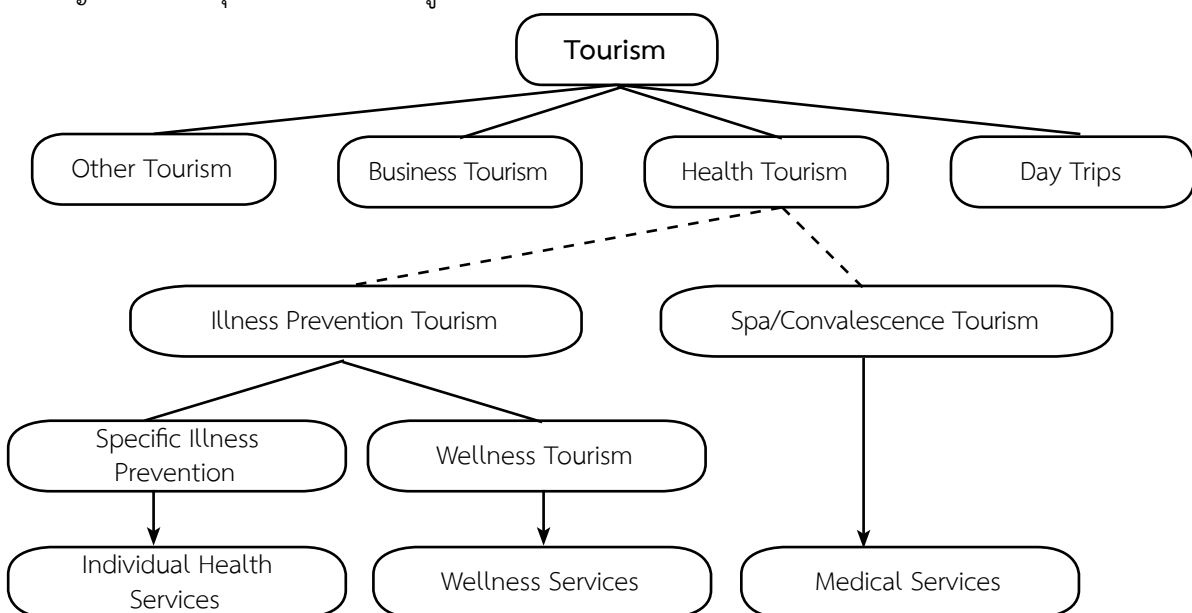 Tourism
Other Tourism
Business Tourism
Health Tourism
Day Trips
Illness Prevention Tourism
Spa/Convalescence Tourism
Specific Illness
Prevention
Wellness Tourism
Individual Health
Services
Wellness Services
Medical Services